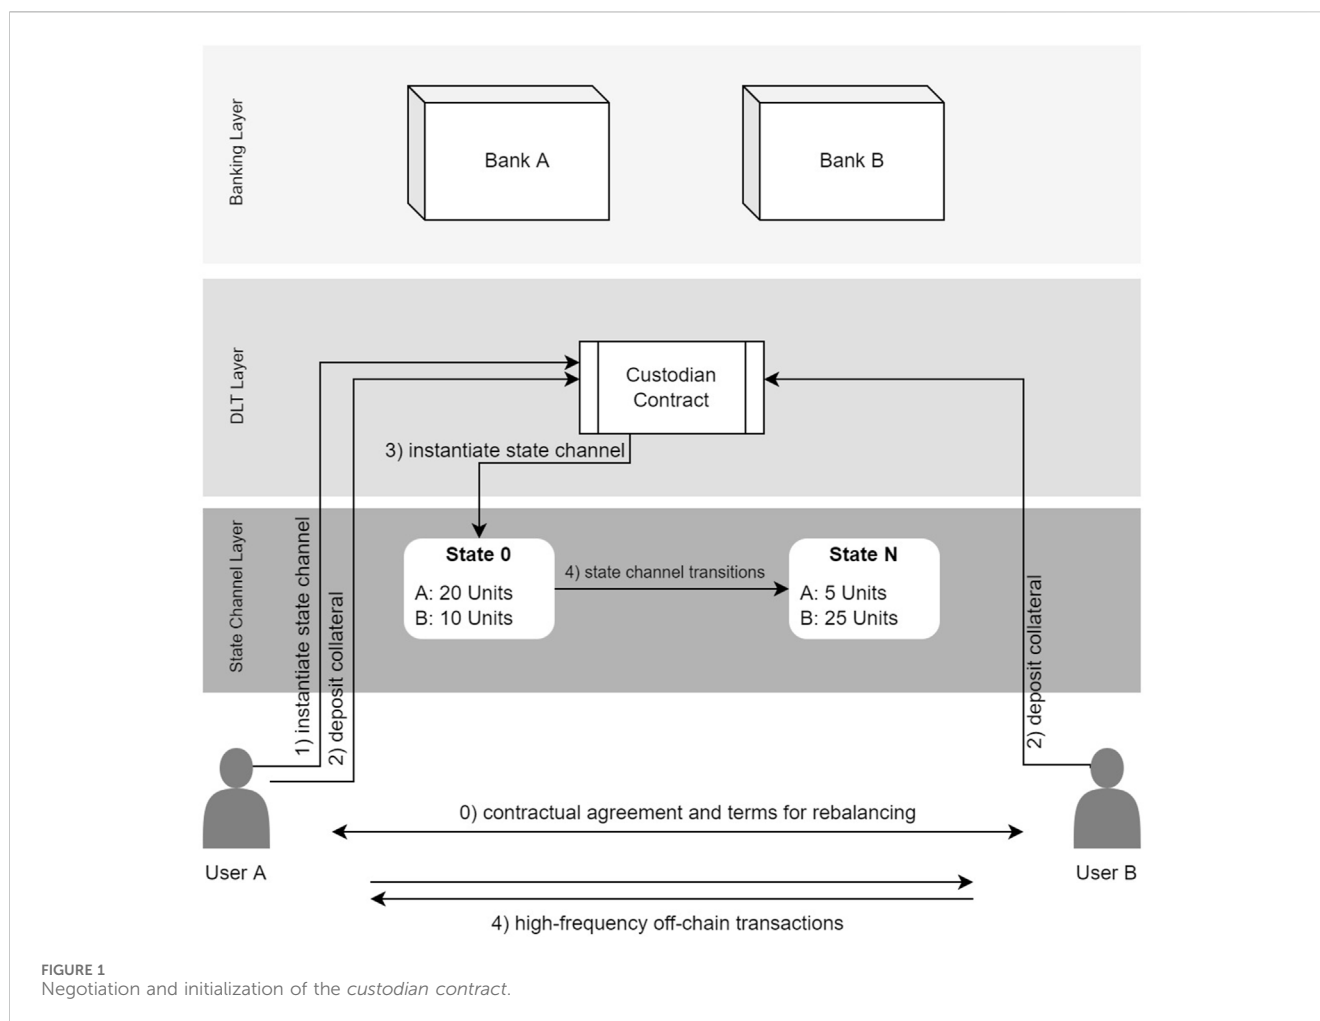 Banking Layer
Bank A
Bank B
DLT Layer
Custodian
Contract
3) instantiate state channel
State Channel Layer
1) instantiate state channel
2) deposit collateral
State 0
A: 20 Units
B: 10 Units
4) state channel transitions
State N
A: 5 Units
B: 25 Units
2) deposit collateral
0) contractual agreement and terms for rebalancing
User A
User B
4) high-frequency off-chain transactions
FIGURE 1
Negotiation and initialization of the custodian contract.